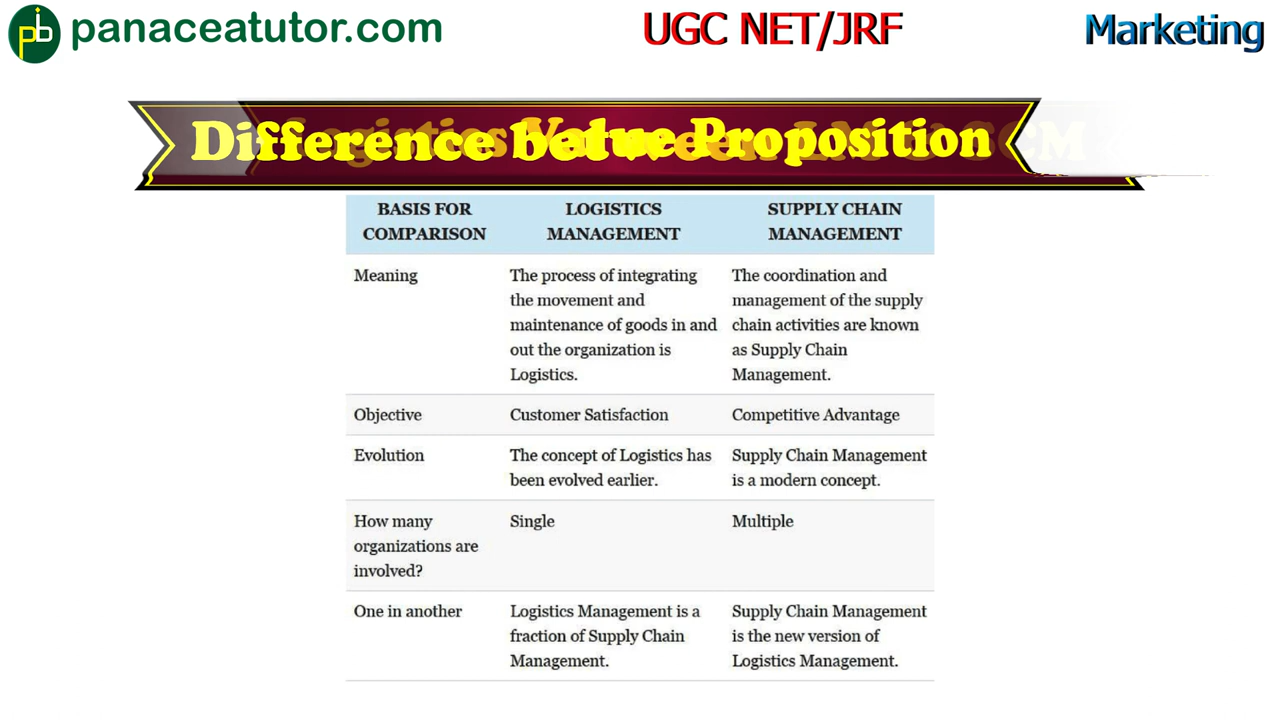 pb panaceatutor.com
UGC NET/JRF
Marketing
Difference between LM SCM
Logistics Value Proposition
BASIS FOR
COMPARISON
LOGISTICS
MANAGEMENT
SUPPLY CHAIN
MANAGEMENT
Meaning
The process of integrating
the movement and
maintenance of goods in and
out the organization is
Logistics.
The coordination and
management of the supply
chain activities are known
as Supply Chain
Management.
Objective
Customer Satisfaction
Competitive Advantage
Evolution
The concept of Logistics has
been evolved earlier.
Supply Chain Management
is a modern concept.
How many
organizations are
involved?
Single
Multiple
One in another
Logistics Management is a
fraction of Supply Chain
Management.
Supply Chain Management
is the new version of
Logistics Management.